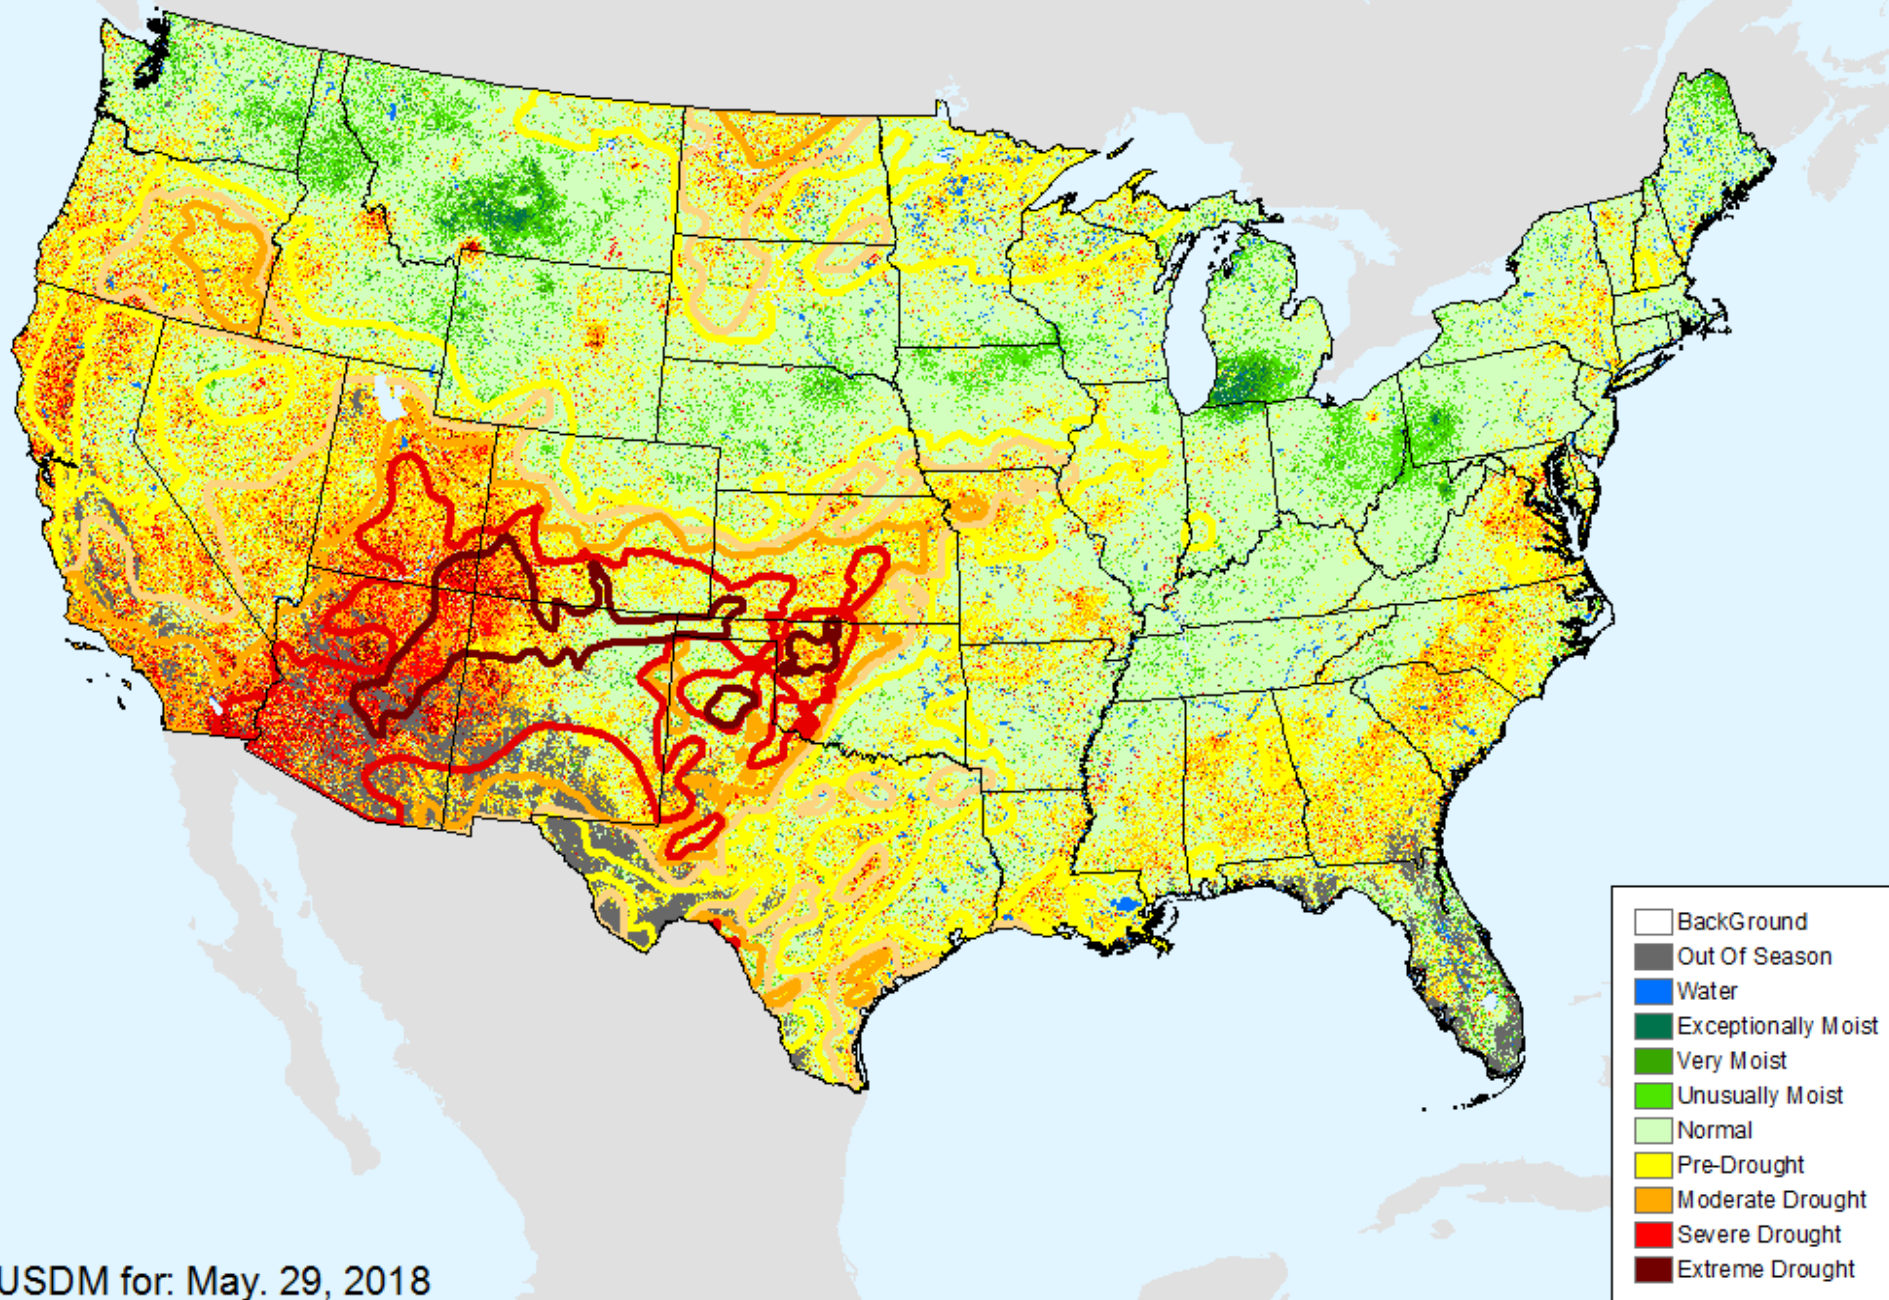 BackGround
Out Of Season
Water
Exceptionally Moist
Very Moist
Unusually Moist
Normal
Pre-Drought
Moderate Drought
Severe Drought
Extreme Drought
USDM for: May. 29, 2018